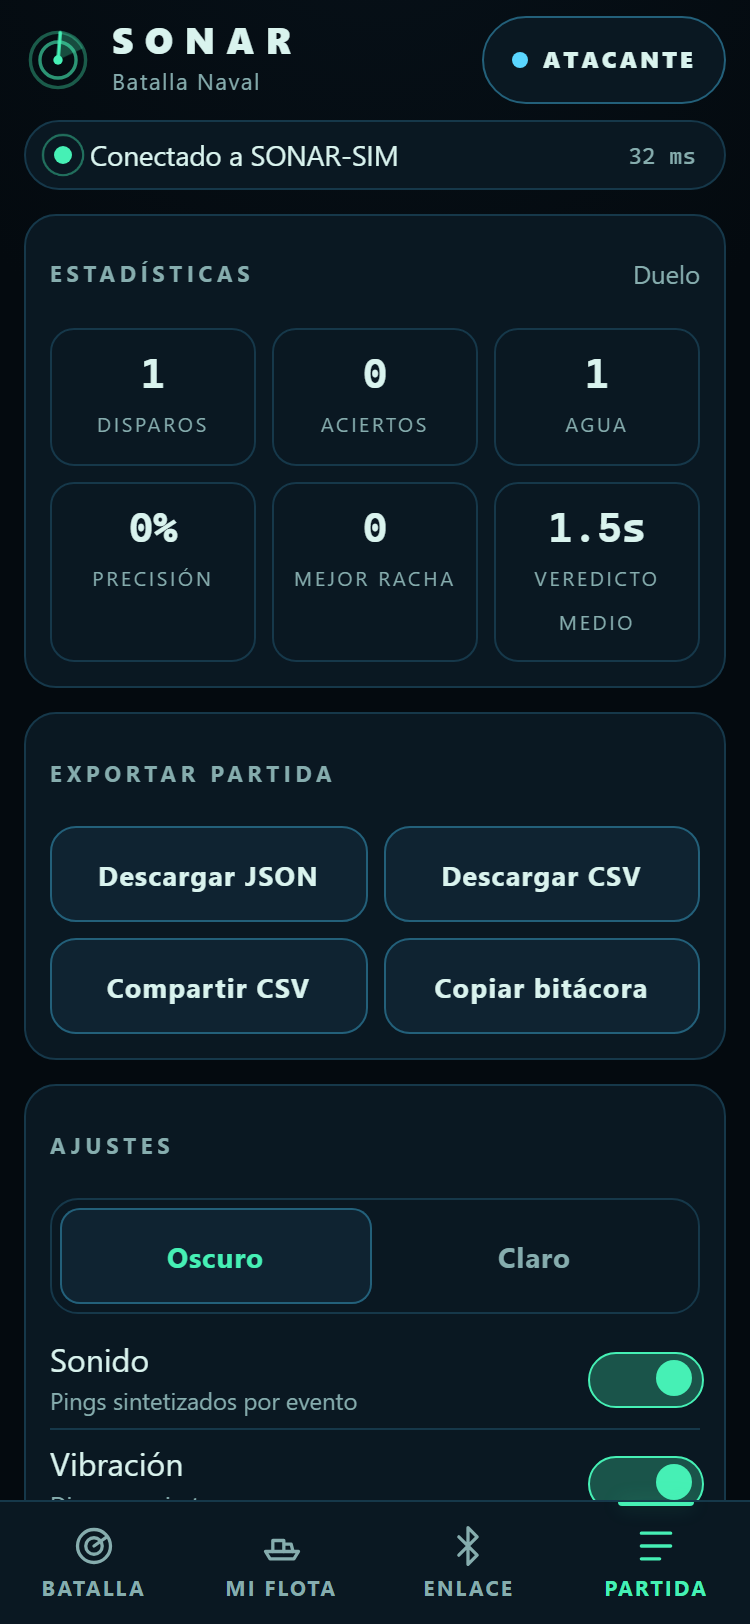 SONAR
Batalla Naval
ATACANTE
Conectado a SONAR-SIM
32 ms
ESTADÍSTICAS
Duelo
1
DISPAROS
0
ACIERTOS
1
AGUA
0%
PRECISIÓN
0
MEJOR RACHA
1.5s
VEREDICTO
MEDIO
EXPORTAR PARTIDA
Descargar JSON
Descargar CSV
Compartir CSV
Copiar bitácora
AJUSTES
Oscuro
Claro
Sonido
Pings sintetizados por evento
Vibración
BATALLA
MI FLOTA
ENLACE
PARTIDA